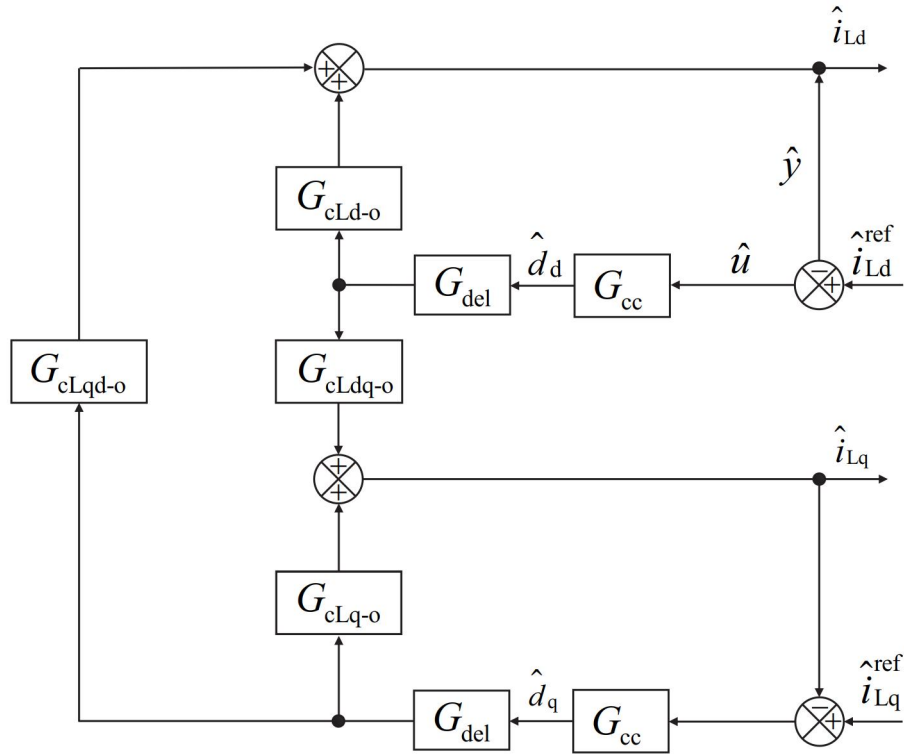 î_Ld
+
+
G_cLd-o
ŷ
î_Ld^ref
d̂_d
û
−
+
G_del
G_cc
G_cLqd-o
G_cLdq-o
î_Lq
+
+
G_cLq-o
î_Lq^ref
d̂_q
−
+
G_del
G_cc